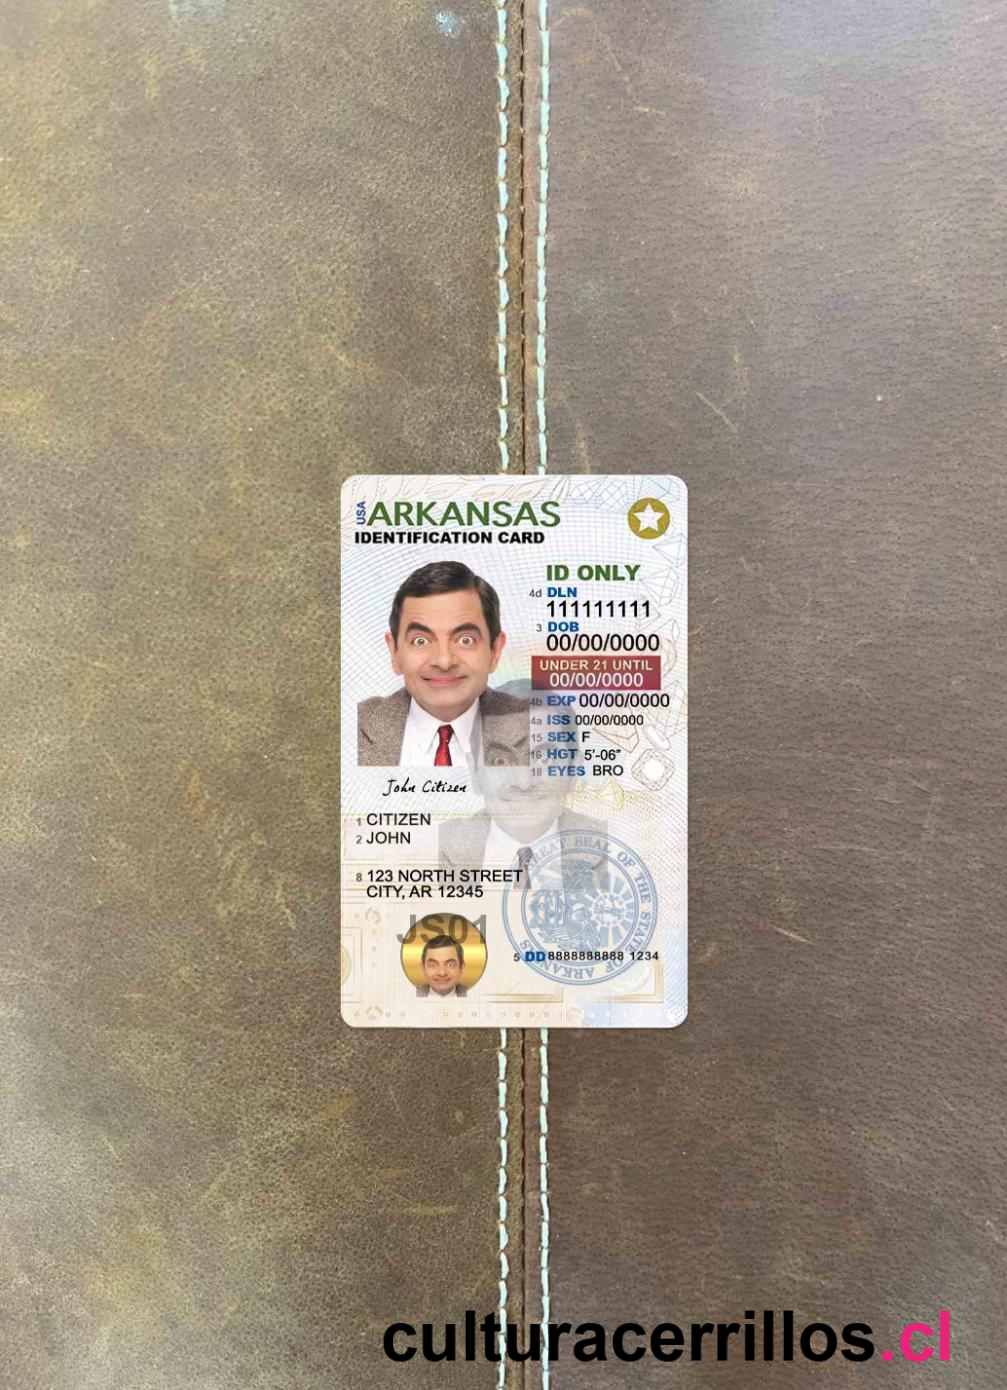 USA
ARKANSAS
IDENTIFICATION CARD
ID ONLY
4d DLN
111111111
3 DOB
00/00/0000
UNDER 21 UNTIL
00/00/0000
4b EXP 00/00/0000
4a ISS 00/00/0000
15 SEX F
16 HGT 5'-06"
18 EYES BRO
John Citizen
1 CITIZEN
2 JOHN
8 123 NORTH STREET
CITY, AR 12345
JS01
GREAT SEAL OF THE STATE OF ARKANSAS
5 DD 8888888888 1234
culturacerrillos.cl